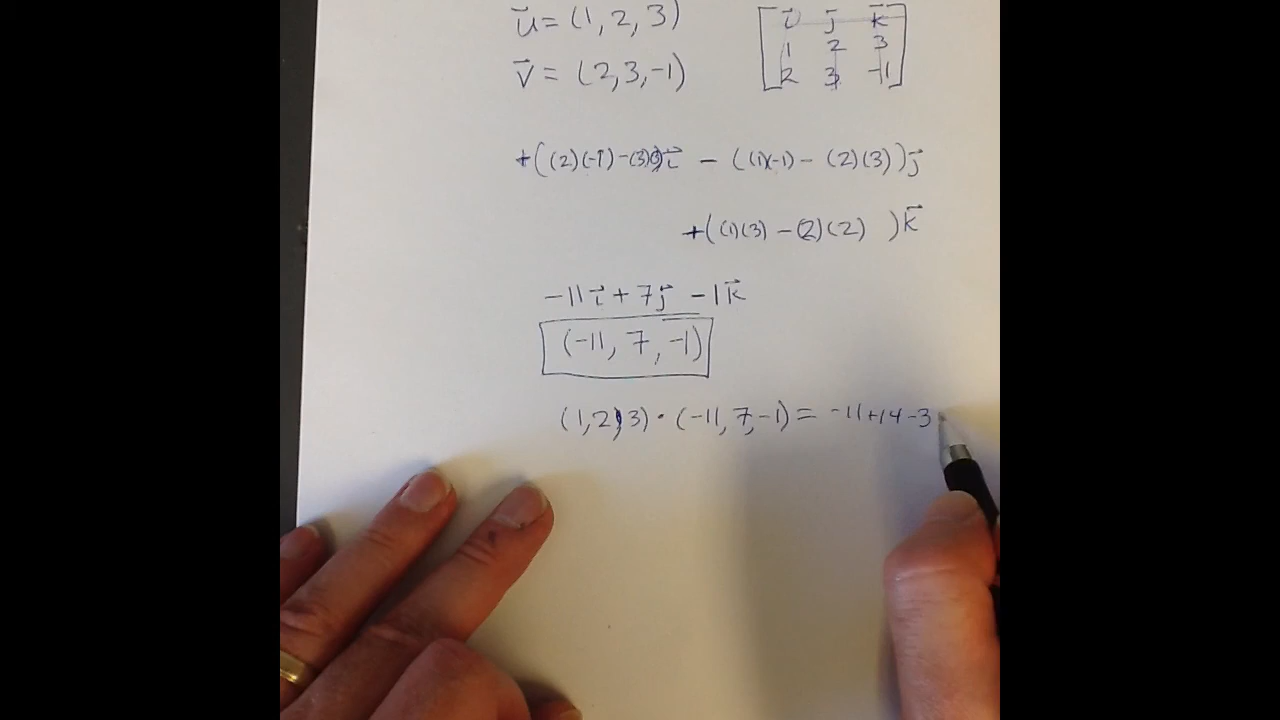 u⃗ = (1, 2, 3)
v⃗ = (2, 3, -1)
i⃗ j⃗ k⃗
1 2 3
2 3 -1
+((2)(-1) - (3)(3))i⃗ - ((1)(-1) - (2)(3))j⃗
+((1)(3) - (2)(2) )k⃗
-11i⃗ + 7j⃗ - 1k⃗
(-11, 7, -1)
(1, 2, 3) · (-11, 7, -1) = -11 + 14 - 3